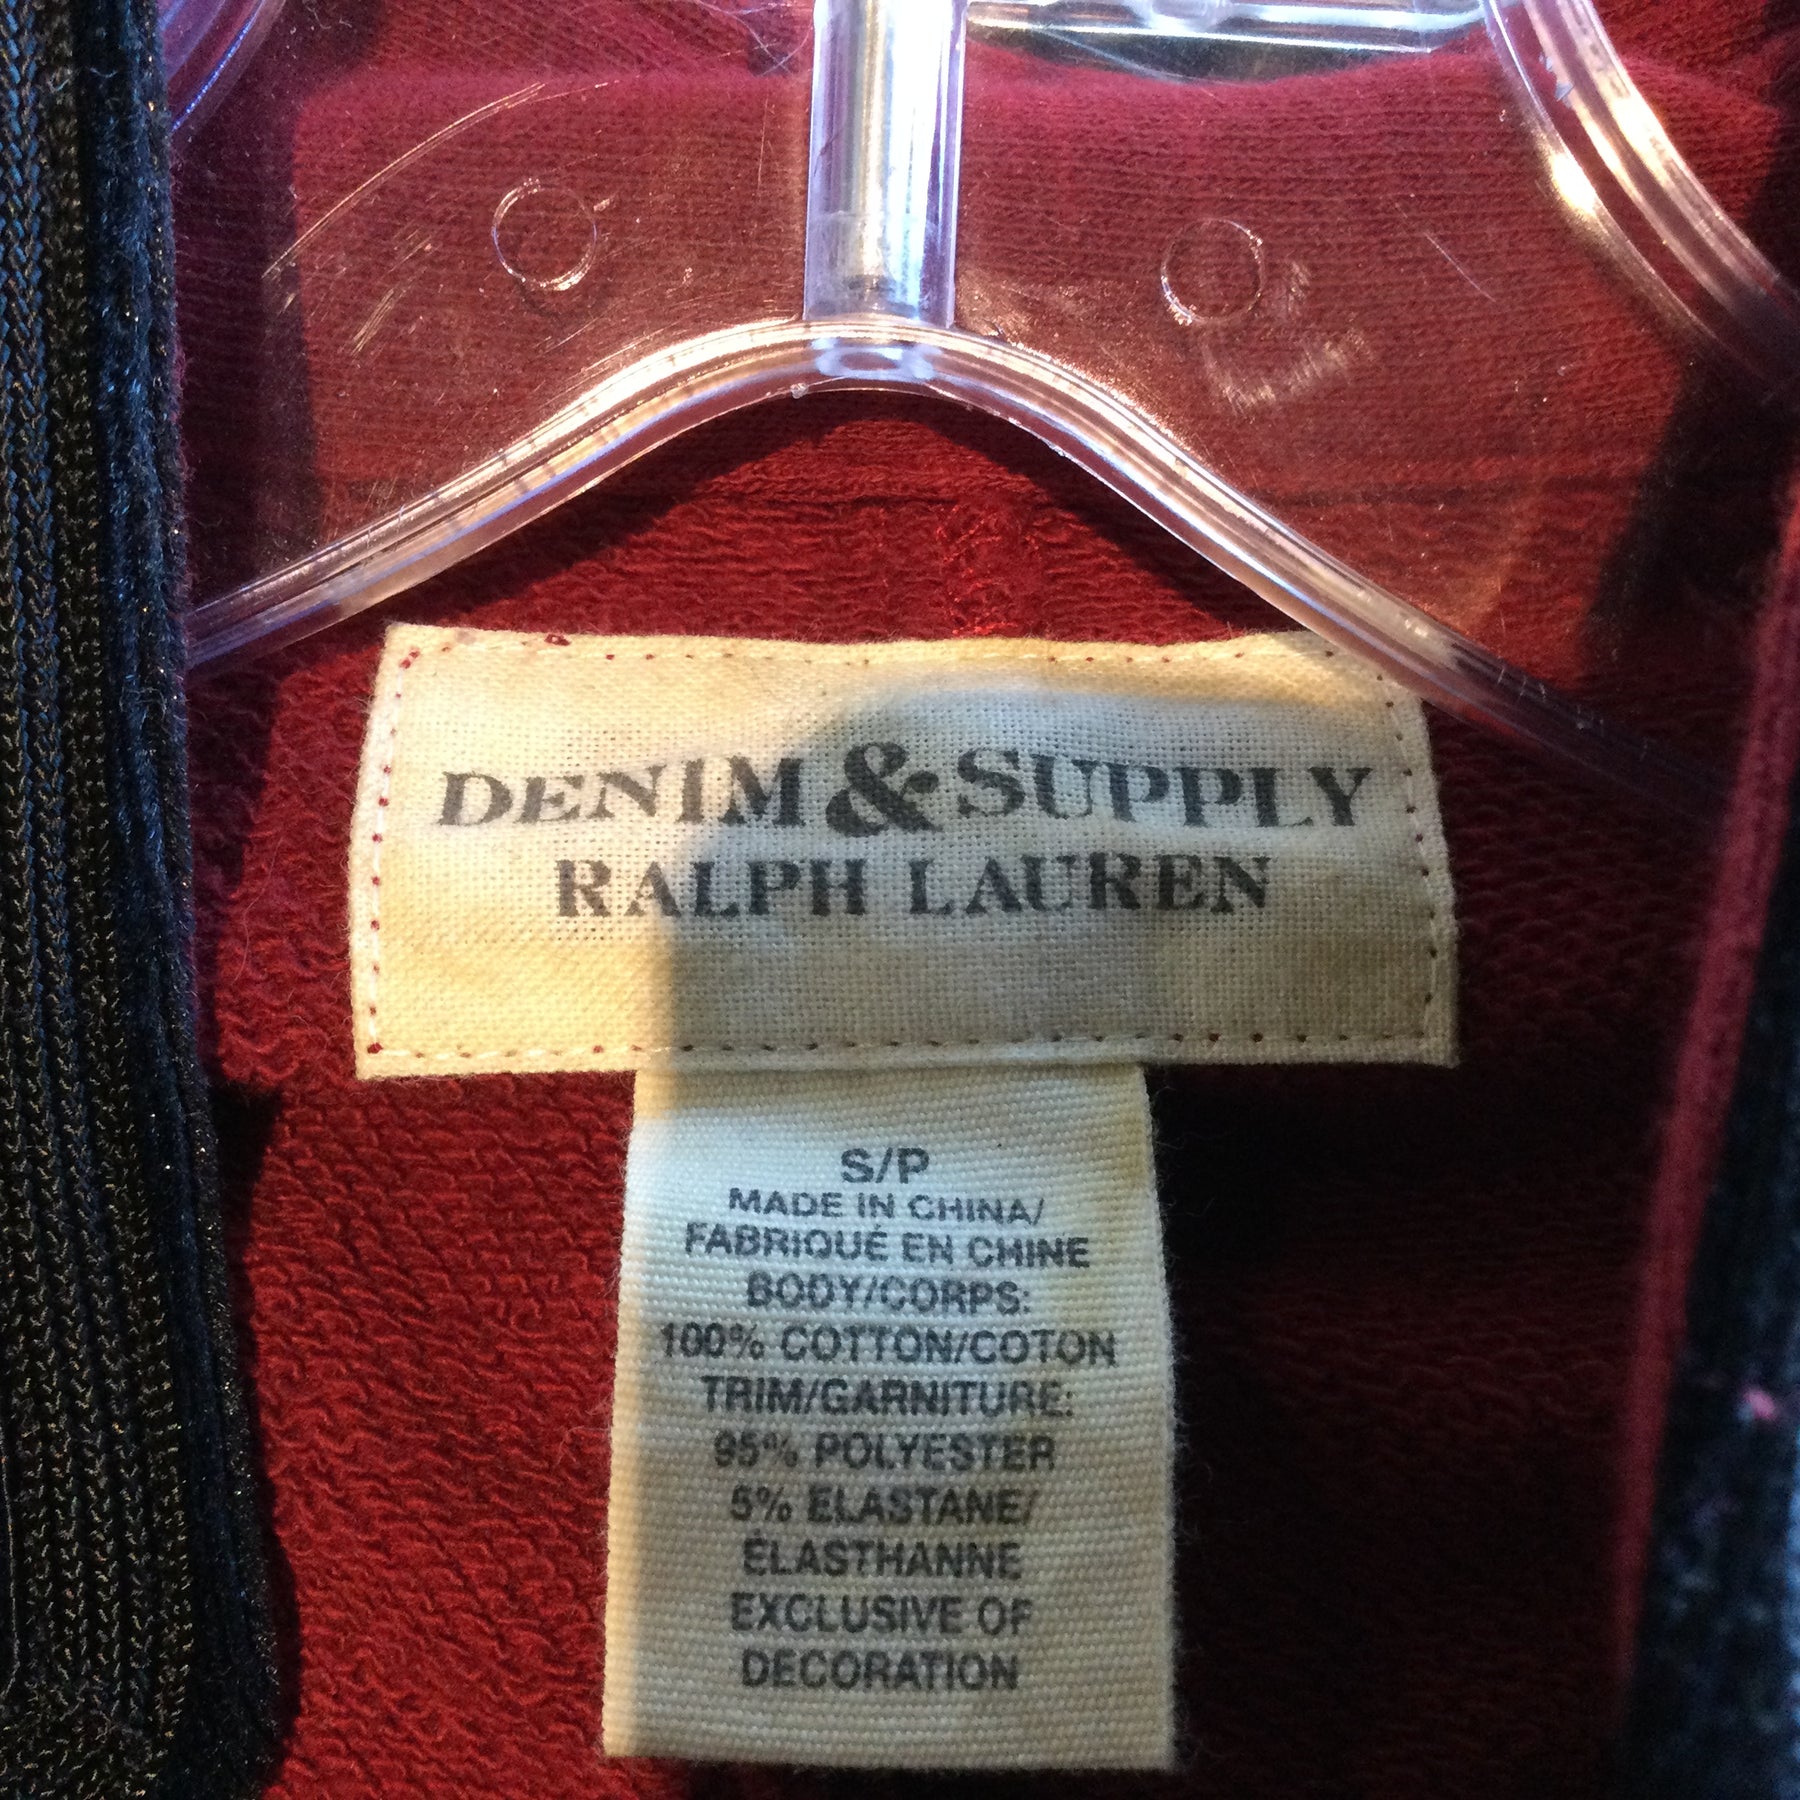 DENIM & SUPPLY
RALPH LAUREN
S/P
MADE IN CHINA/
FABRIQUÉ EN CHINE
BODY/CORPS:
100% COTTON/COTON
TRIM/GARNITURE:
95% POLYESTER
5% ELASTANE/
ÉLASTHANNE
EXCLUSIVE OF
DECORATION